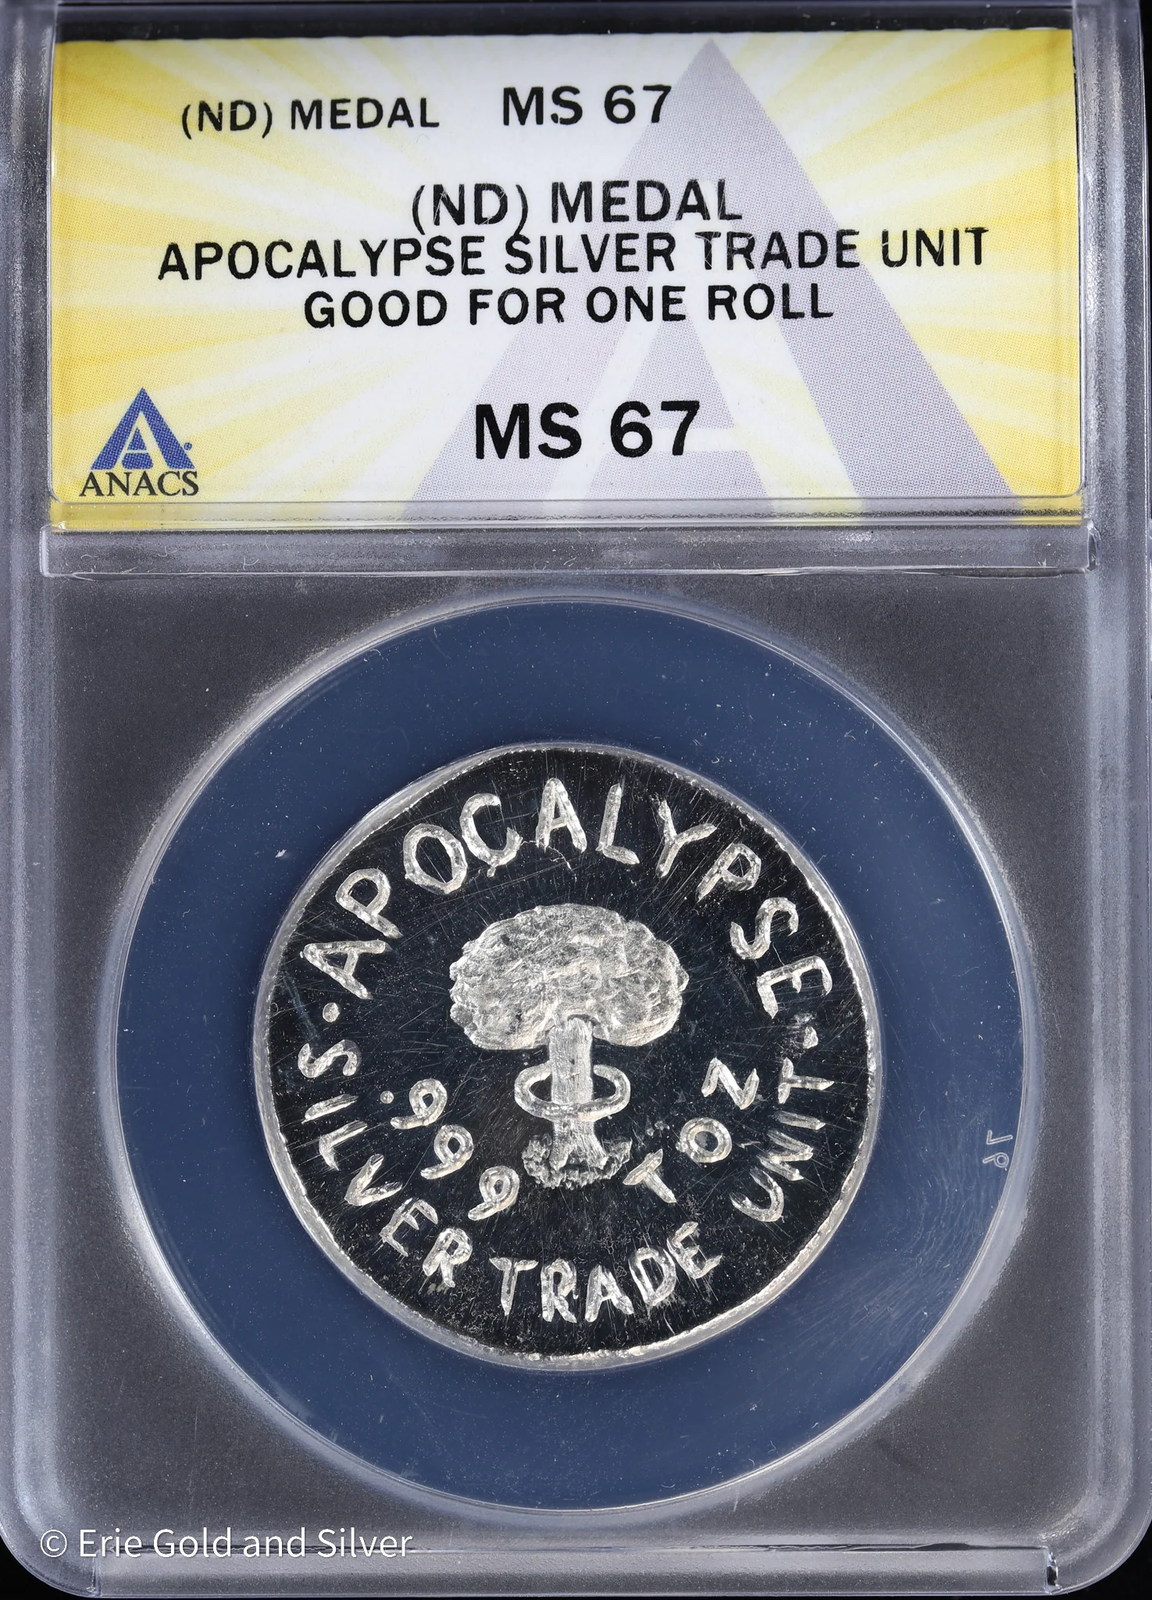 (ND) MEDAL MS 67
(ND) MEDAL
APOCALYPSE SILVER TRADE UNIT
GOOD FOR ONE ROLL
MS 67
A
ANACS
· APOCALYPSE ·
SILVER TRADE UNIT
.999
T OZ
© Erie Gold and Silver